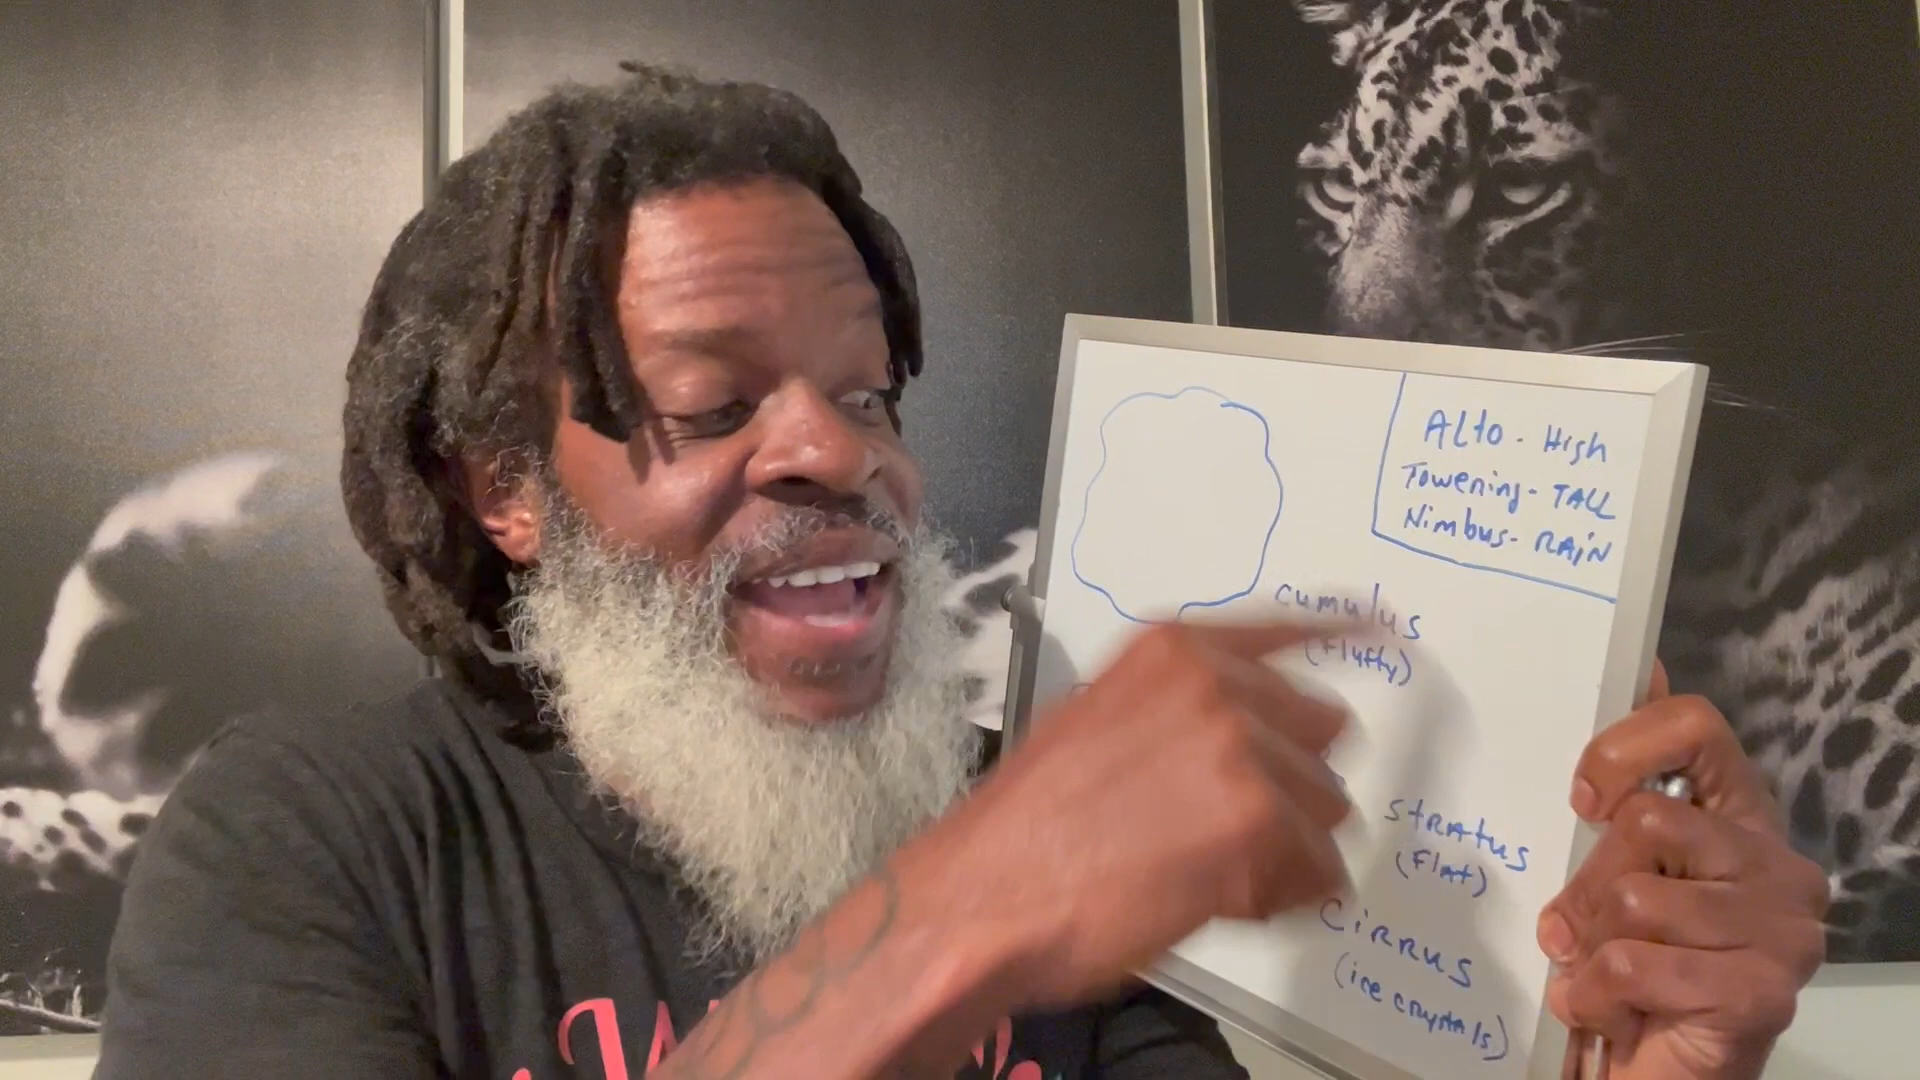 Alto - High
Towering - TALL
Nimbus - RAiN
cumulus
(Fluffy)
stRAtus
(Flat)
CiRRus
(ice crystals)